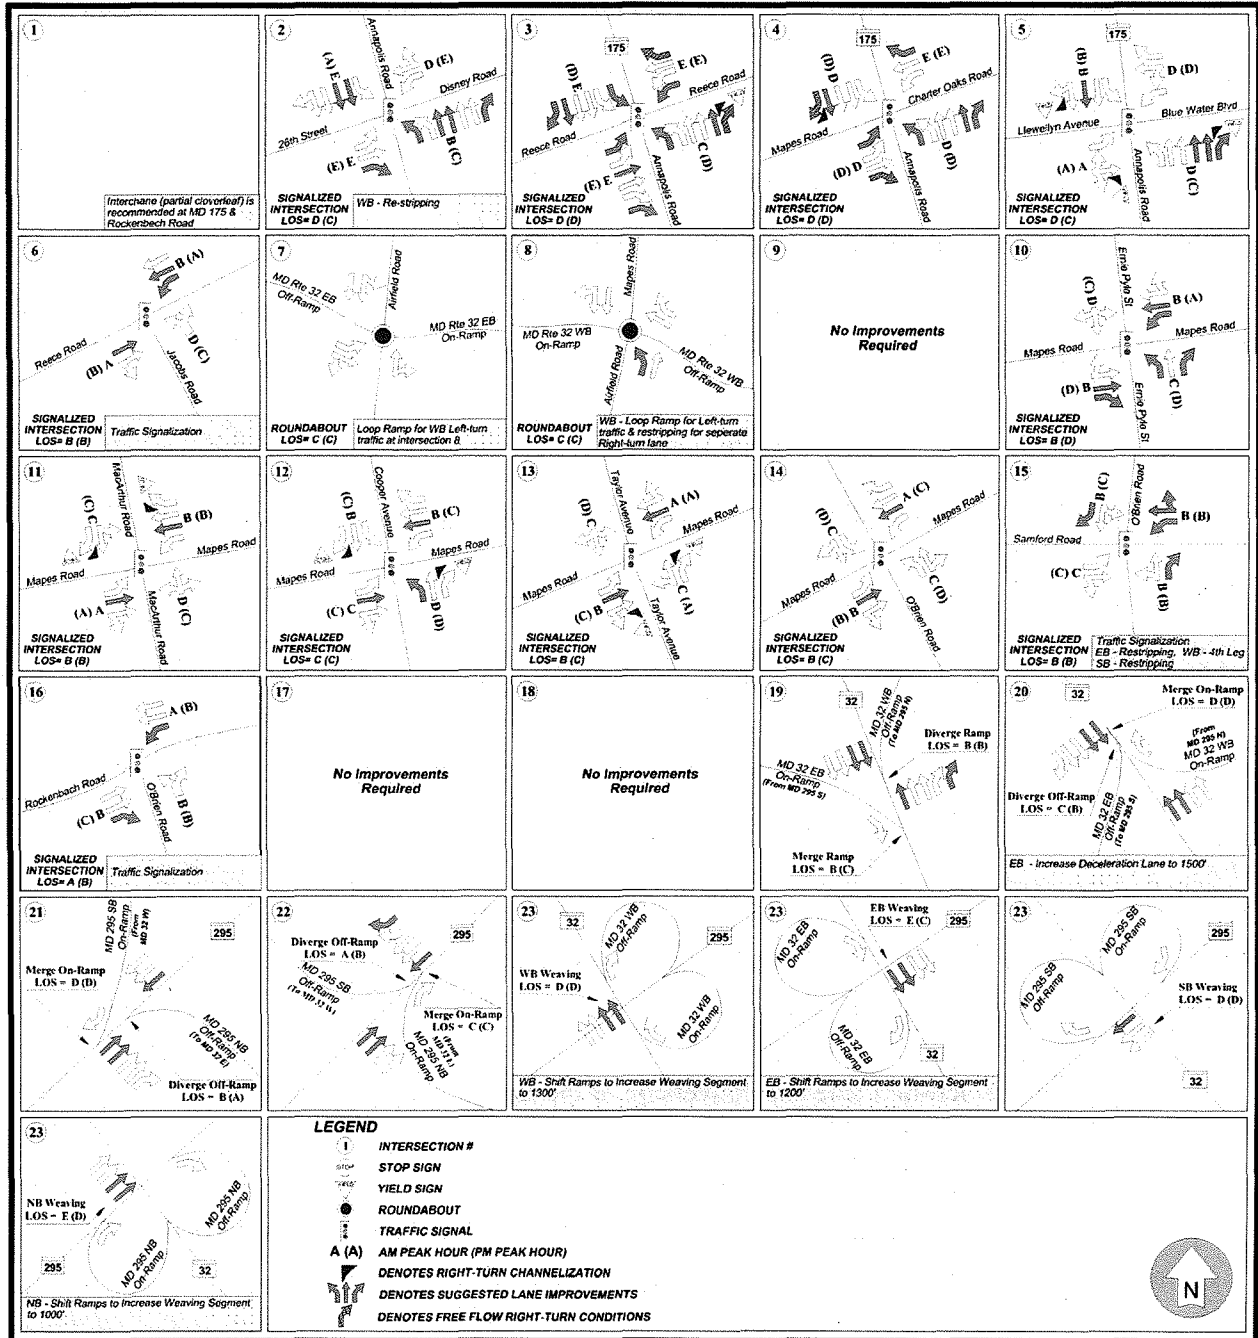 1
Interchane (partial cloverleaf) is
recommended at MD 175 &
Rockenbech Road
2
Annapolis Road
(A) E
D (E)
Disney Road
26th Street
B (C)
(E) E
SIGNALIZED
INTERSECTION
LOS= D (C)
WB - Re-stripping
3
175
(D) E
E (E)
Reece Road
Reece Road
C (D)
(E) E
Annapolis Road
SIGNALIZED
INTERSECTION
LOS= D (D)
4
175
(D) D
E (E)
Charter Oaks Road
Mapes Road
D (D)
(D) D
Annapolis Road
SIGNALIZED
INTERSECTION
LOS= D (D)
5
175
(B) B
D (D)
Blue Water Blvd
Llewellyn Avenue
D (C)
(A) A
Annapolis Road
SIGNALIZED
INTERSECTION
LOS= D (C)
6
B (A)
Reece Road
D (C)
(B) A
Jacobs Road
SIGNALIZED
INTERSECTION
LOS= B (B)
Traffic Signalization
7
Airfield Road
MD Rte 32 EB
Off-Ramp
MD Rte 32 EB
On-Ramp
ROUNDABOUT
LOS= C (C)
Loop Ramp for WB Left-turn
traffic at intersection 8.
8
Mapes Road
MD Rte 32 WB
On-Ramp
MD Rte 32 WB
Off-Ramp
Airfield Road
ROUNDABOUT
LOS= C (C)
WB - Loop Ramp for Left-turn
traffic & restripping for seperate
Right-turn lane
9
No Improvements
Required
10
Ernie Pyle St.
(C) D
B (A)
Mapes Road
Mapes Road
(D) B
C (D)
Ernie Pyle St.
SIGNALIZED
INTERSECTION
LOS= B (D)
11
MacArthur Road
(C) C
B (B)
Mapes Road
Mapes Road
(A) A
D (C)
MacArthur Road
SIGNALIZED
INTERSECTION
LOS= B (B)
12
Cooper Avenue
(C) B
B (C)
Mapes Road
Mapes Road
(C) C
D (D)
SIGNALIZED
INTERSECTION
LOS= C (C)
13
Taylor Avenue
(D) C
A (A)
Mapes Road
Mapes Road
(C) B
C (A)
Taylor Avenue
SIGNALIZED
INTERSECTION
LOS= B (C)
14
(D) C
A (C)
Mapes Road
Mapes Road
(B) B
C (D)
O'Brien Road
SIGNALIZED
INTERSECTION
LOS= B (C)
15
B (C)
O'Brien Road
B (B)
Samford Road
(C) C
B (B)
SIGNALIZED
INTERSECTION
LOS= B (B)
Traffic Signalization
EB - Restripping, WB - 4th Leg
SB - Restripping
16
A (B)
Rockenbach Road
(C) B
B (B)
O'Brien Road
SIGNALIZED
INTERSECTION
LOS= A (B)
Traffic Signalization
17
No Improvements
Required
18
No Improvements
Required
19
32
MD 32 WB
Off-Ramp
(To MD 295 N)
Diverge Ramp
LOS = B (B)
MD 32 EB
On-Ramp
(From MD 295 S)
Merge Ramp
LOS = B (C)
20
32
Merge On-Ramp
LOS = D (D)
(From
MD 295 N)
MD 32 WB
On-Ramp
Diverge Off-Ramp
LOS = C (B)
MD 32 EB
Off-Ramp
(To MD 295 S)
EB - Increase Deceleration Lane to 1500'
21
MD 295 SB
On-Ramp
(From
MD 32 W)
295
Merge On-Ramp
LOS = D (D)
MD 295 NB
Off-Ramp
(To MD 32 E)
Diverge Off-Ramp
LOS = B (A)
22
295
Diverge Off-Ramp
LOS = A (B)
MD 295 SB
Off-Ramp
(To MD 32 W)
Merge On-Ramp
LOS = C (C)
(From
MD 32 E)
MD 295 NB
On-Ramp
23
32
MD 32 WB
Off-Ramp
295
WB Weaving
LOS = D (D)
MD 32 WB
On-Ramp
WB - Shift Ramps to Increase Weaving Segment
to 1300'
23
EB Weaving
LOS = E (C)
295
MD 32 EB
On-Ramp
MD 32 EB
Off-Ramp
32
EB - Shift Ramps to Increase Weaving Segment
to 1200'
23
MD 295 SB
On-Ramp
295
MD 295 SB
Off-Ramp
SB Weaving
LOS = D (D)
32
23
NB Weaving
LOS = E (D)
MD 295 NB
Off-Ramp
MD 295 NB
On-Ramp
295
32
NB - Shift Ramps to Increase Weaving Segment
to 1000'
LEGEND
1 INTERSECTION #
STOP STOP SIGN
YIELD YIELD SIGN
ROUNDABOUT
TRAFFIC SIGNAL
A (A) AM PEAK HOUR (PM PEAK HOUR)
DENOTES RIGHT-TURN CHANNELIZATION
DENOTES SUGGESTED LANE IMPROVEMENTS
DENOTES FREE FLOW RIGHT-TURN CONDITIONS
N